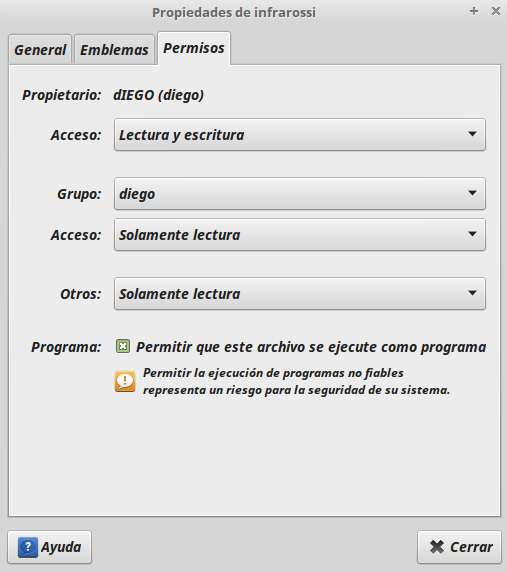 Propiedades de infrarossi
General Emblemas Permisos
Propietario: dIEGO (diego)
Acceso: Lectura y escritura
Grupo: diego
Acceso: Solamente lectura
Otros: Solamente lectura
Programa: Permitir que este archivo se ejecute como programa
Permitir la ejecución de programas no fiables
representa un riesgo para la seguridad de su sistema.
Ayuda Cerrar